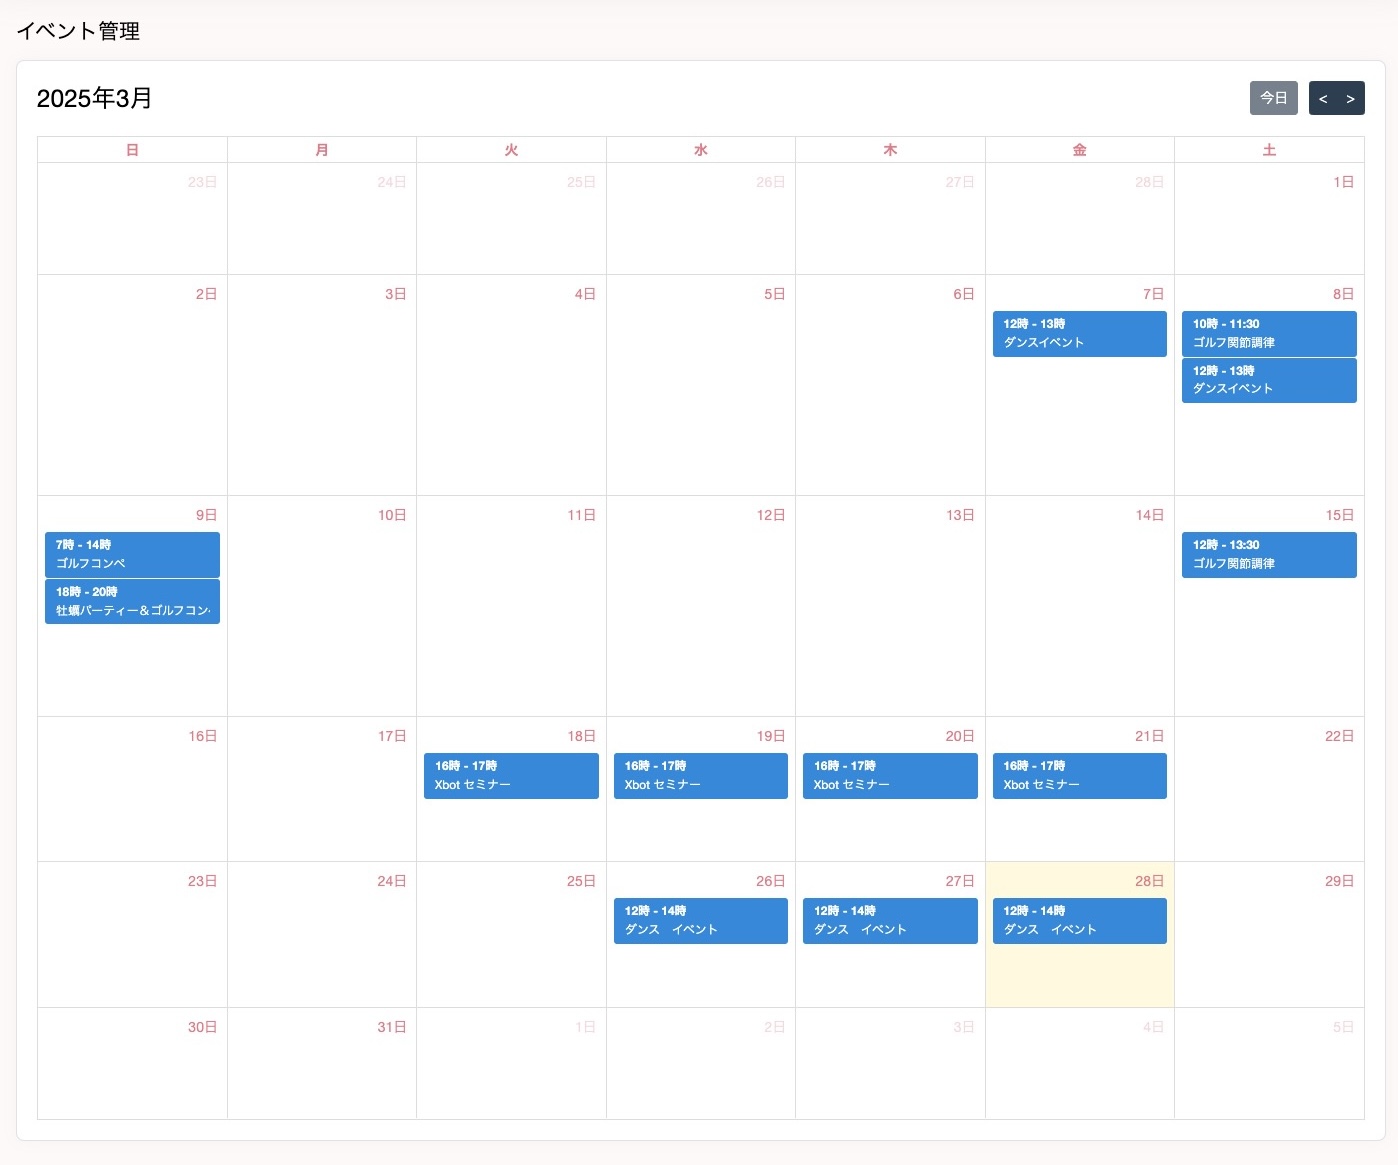 イベント管理
2025年3月
今日 < >
日 月 火 水 木 金 土
23日 24日 25日 26日 27日 28日 1日
2日 3日 4日 5日 6日 7日 8日
12時 - 13時
ダンスイベント
10時 - 11:30
ゴルフ関節調律
12時 - 13時
ダンスイベント
9日 10日 11日 12日 13日 14日 15日
7時 - 14時
ゴルフコンペ
18時 - 20時
牡蠣パーティー＆ゴルフコン
12時 - 13:30
ゴルフ関節調律
16日 17日 18日 19日 20日 21日 22日
16時 - 17時
Xbot セミナー
16時 - 17時
Xbot セミナー
16時 - 17時
Xbot セミナー
16時 - 17時
Xbot セミナー
23日 24日 25日 26日 27日 28日 29日
12時 - 14時
ダンス　イベント
12時 - 14時
ダンス　イベント
12時 - 14時
ダンス　イベント
30日 31日 1日 2日 3日 4日 5日